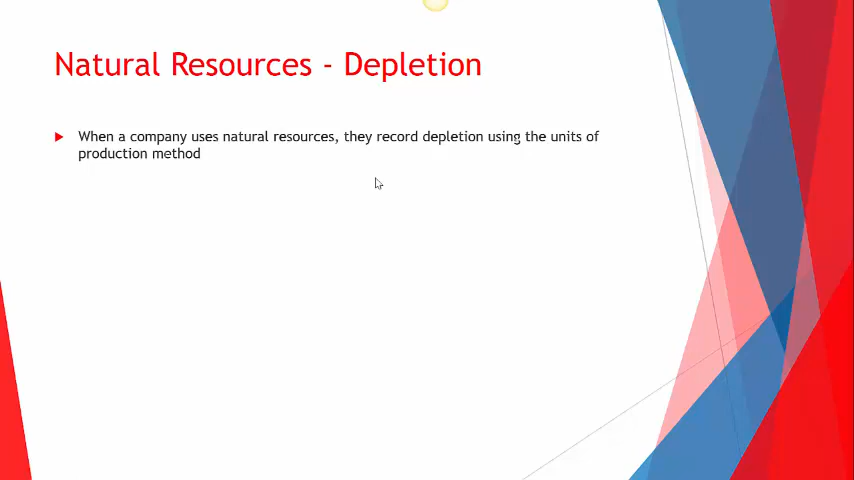 Natural Resources - Depletion
When a company uses natural resources, they record depletion using the units of
production method